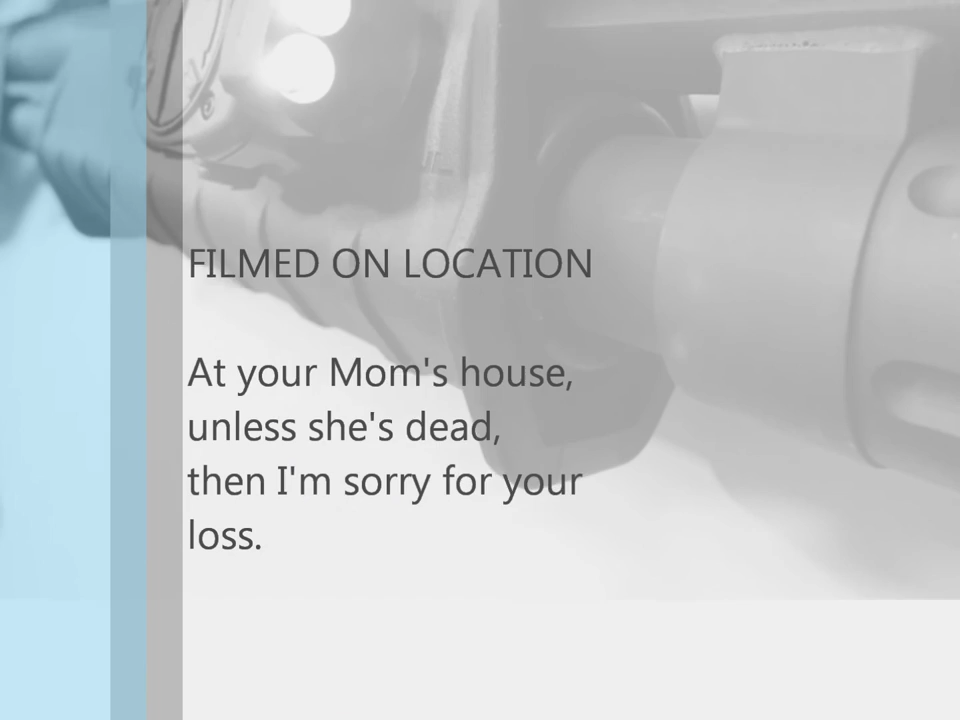 FILMED ON LOCATION
At your Mom's house,
unless she's dead,
then I'm sorry for your
loss.